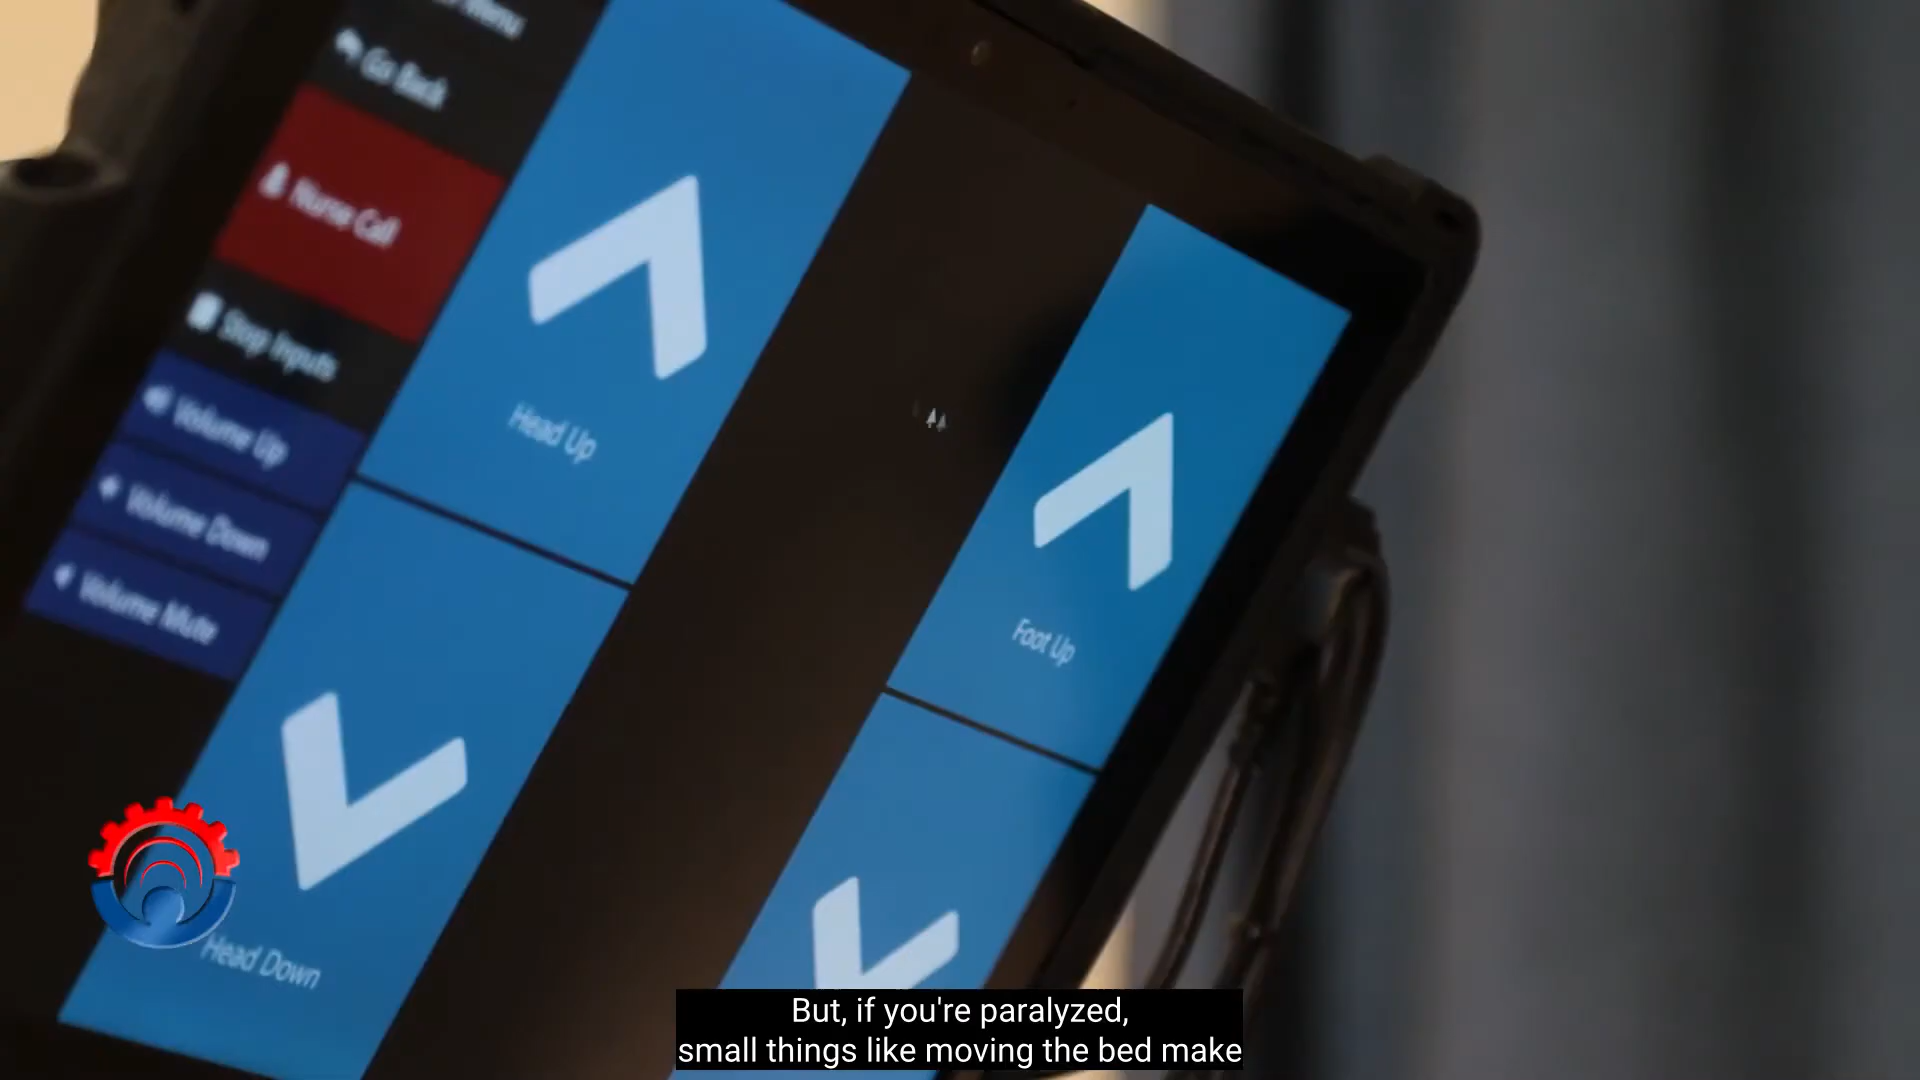 Menu
Go Back
Nurse Call
Stop Inputs
Volume Up
Volume Down
Volume Mute
Head Up
Head Down
Foot Up
But, if you're paralyzed,
small things like moving the bed make